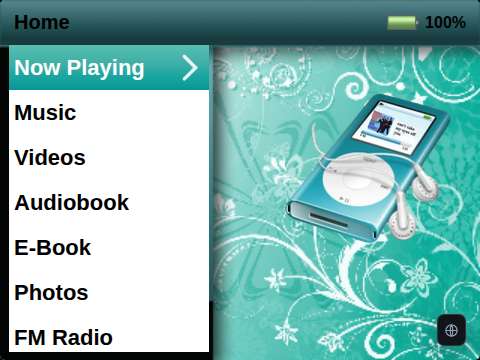 Home
100%
Now Playing
Music
Videos
Audiobook
E-Book
Photos
FM Radio